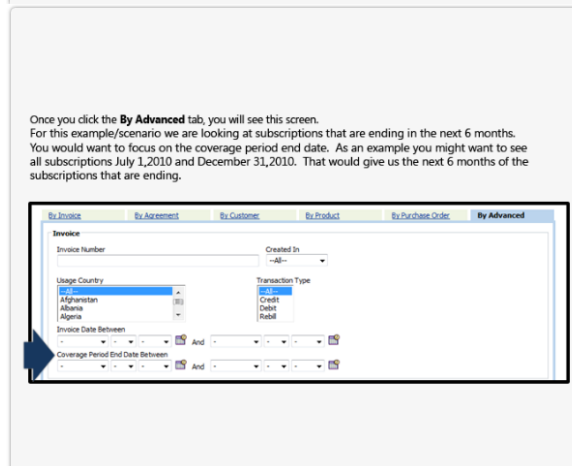 Once you click the By Advanced tab, you will see this screen.
For this example/scenario we are looking at subscriptions that are ending in the next 6 months.
You would want to focus on the coverage period end date. As an example you might want to see
all subscriptions July 1,2010 and December 31,2010. That would give us the next 6 months of the
subscriptions that are ending.
By Invoice By Agreement By Customer By Product By Purchase Order By Advanced
Invoice
Invoice Number Created In
--All--
Usage Country Transaction Type
--All-- --All--
Afghanistan Credit
Albania Debit
Algeria Rebill
Invoice Date Between
- - - And - - -
Coverage Period End Date Between
- - - And - - -